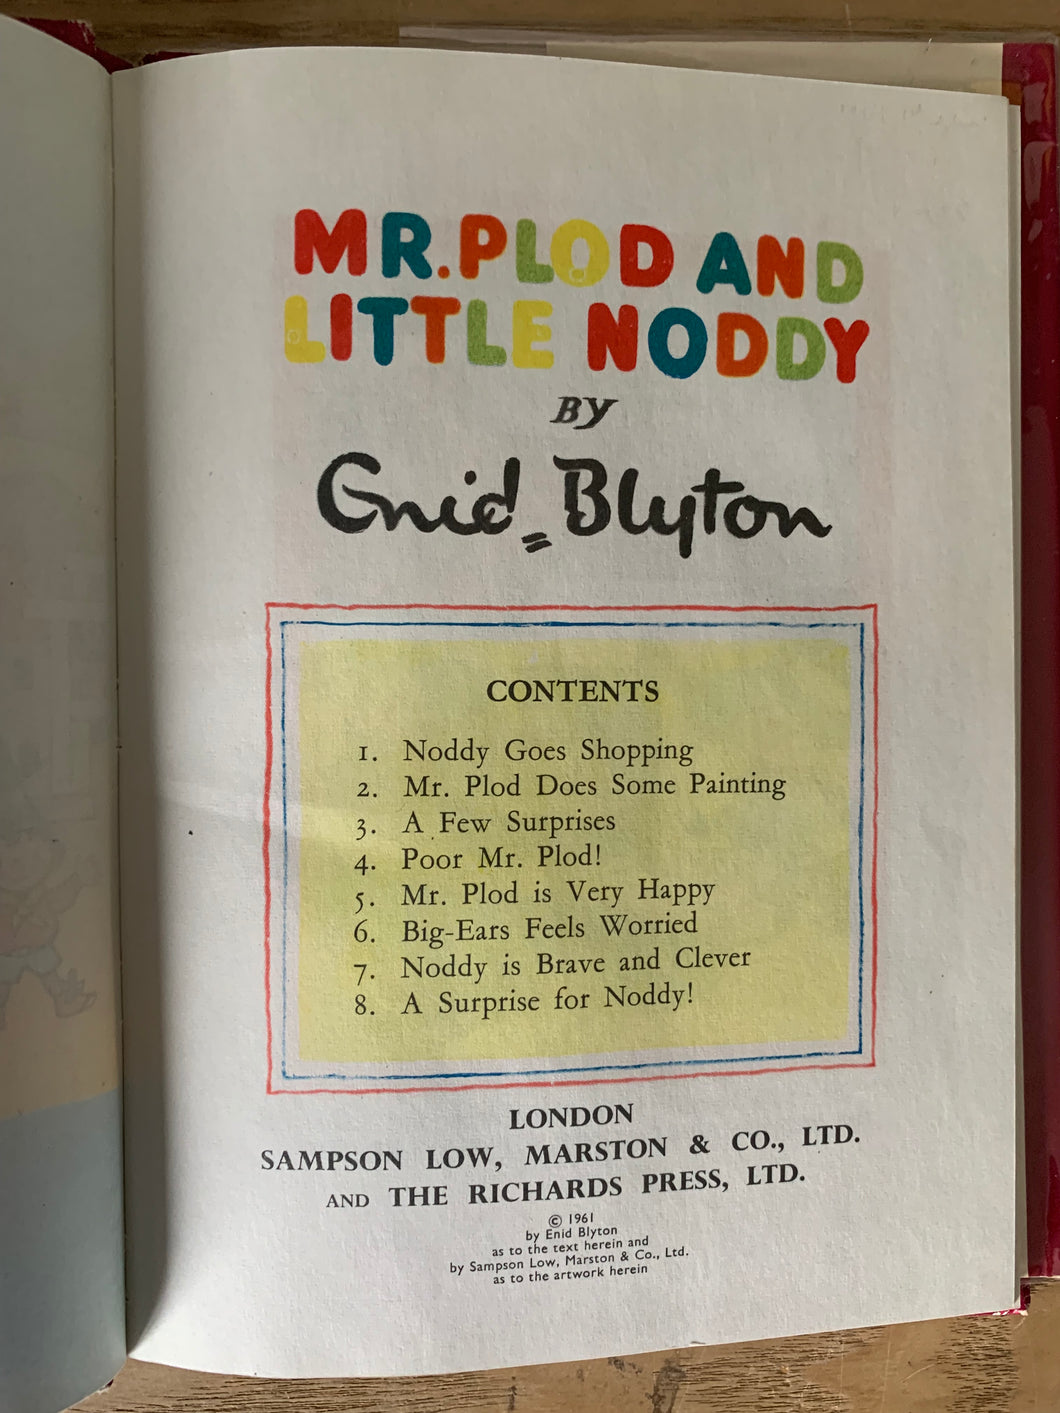 MR. PLOD AND
LITTLE NODDY
BY
Enid Blyton
CONTENTS
1. Noddy Goes Shopping
2. Mr. Plod Does Some Painting
3. A Few Surprises
4. Poor Mr. Plod!
5. Mr. Plod is Very Happy
6. Big-Ears Feels Worried
7. Noddy is Brave and Clever
8. A Surprise for Noddy!
LONDON
SAMPSON LOW, MARSTON & CO., LTD.
AND THE RICHARDS PRESS, LTD.
© 1961
by Enid Blyton
as to the text herein and
by Sampson Low, Marston & Co., Ltd.
as to the artwork herein